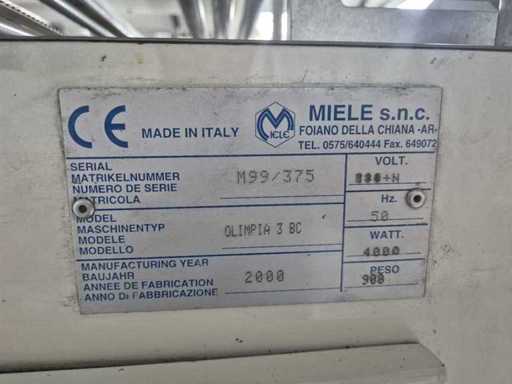 CE MADE IN ITALY
MIELE
MIELE s.n.c.
FOIANO DELLA CHIANA -AR-
TEL. 0575/640444 Fax. 649072
SERIAL
MATRIKELNUMMER
NUMERO DE SERIE
MATRICOLA
M99/375
VOLT.
+N
MODEL
MASCHINENTYP
MODELE
MODELLO
OLIMPIA 3 BC
Hz.
50
WATT.
4000
MANUFACTURING YEAR
BAUJAHR
ANNEE DE FABRICATION
ANNO DI FABBRICAZIONE
2000
PESO
900